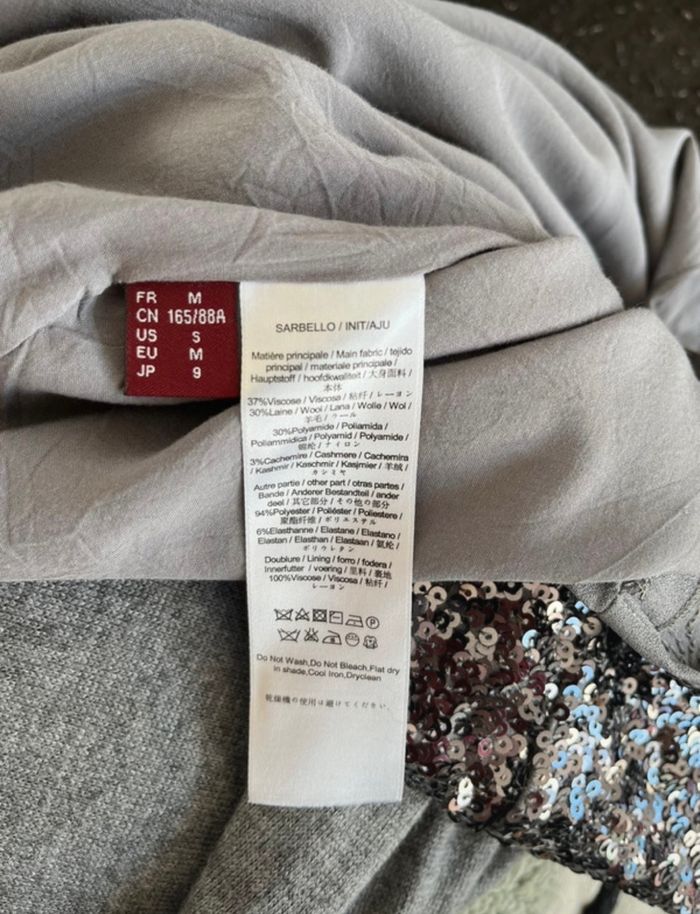 FR M
CN 165/88A
US S
EU M
JP 9
SARBELLO / INIT/AJU
Matière principale / Main fabric / tejido
principal / materiale principale /
Hauptstoff / hoofdkwaliteit / 大身面料 /
本体
37%Viscose / Viscosa / 粘纤 / レーヨン
30%Laine / Wool / Lana / Wolle / Wol /
羊毛 / ウール
30%Polyamide / Poliamida /
Poliammidica / Polyamid / Polyamide /
锦纶 / ナイロン
3%Cachemire / Cashmere / Cachemira
/ Kashmir / Kaschmir / Kasjmier / 羊绒 /
カシミヤ
Autre partie / other part / otras partes /
Bande / Anderer Bestandteil / ander
deel / 其它部分 / その他の部分
94%Polyester / Poliéster / Poliestere /
聚酯纤维 / ポリエステル
6%Elasthanne / Elastane / Elastano /
Elastan / Elasthan / Elastaan / 氨纶 /
ポリウレタン
Doublure / Lining / forro / fodera /
Innerfutter / voering / 里料 / 裏地
100%Viscose / Viscosa / 粘纤 /
レーヨン
Do Not Wash,Do Not Bleach,Flat dry
in shade,Cool Iron,Dryclean
乾燥機の使用は避けてください.